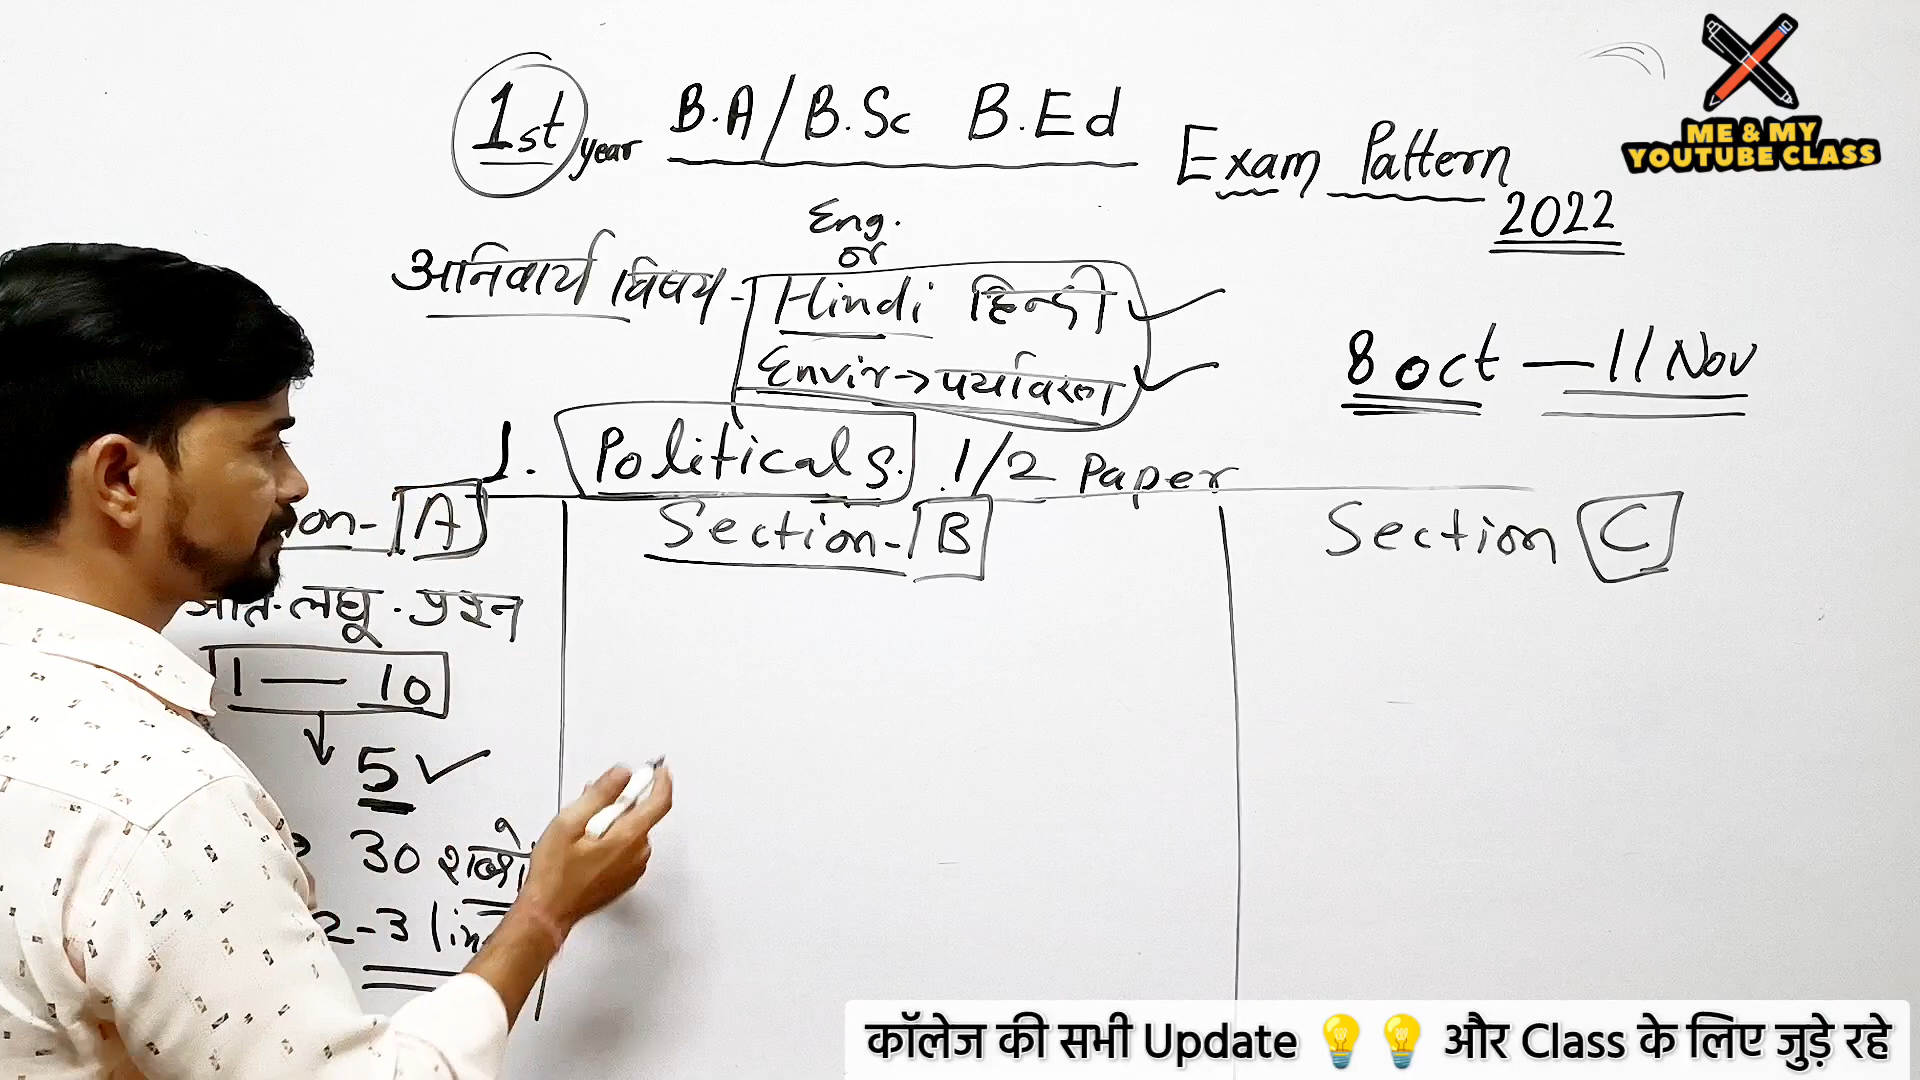 1st year B.A/B.Sc B.Ed Exam Pattern
2022
ME & MY
YOUTUBE CLASS
Eng.
or
अनिवार्य विषय - Hindi हिन्दी
Envir→ पर्यावरण
8 oct — 11 Nov
1. Political S. 1/2 Paper
on- A
Section - B
Section C
अति-लघू-प्रश्न
1 — 10
5
30 शब्दो
2-3 lin
कॉलेज की सभी Update 💡💡 और Class के लिए जुड़े रहे